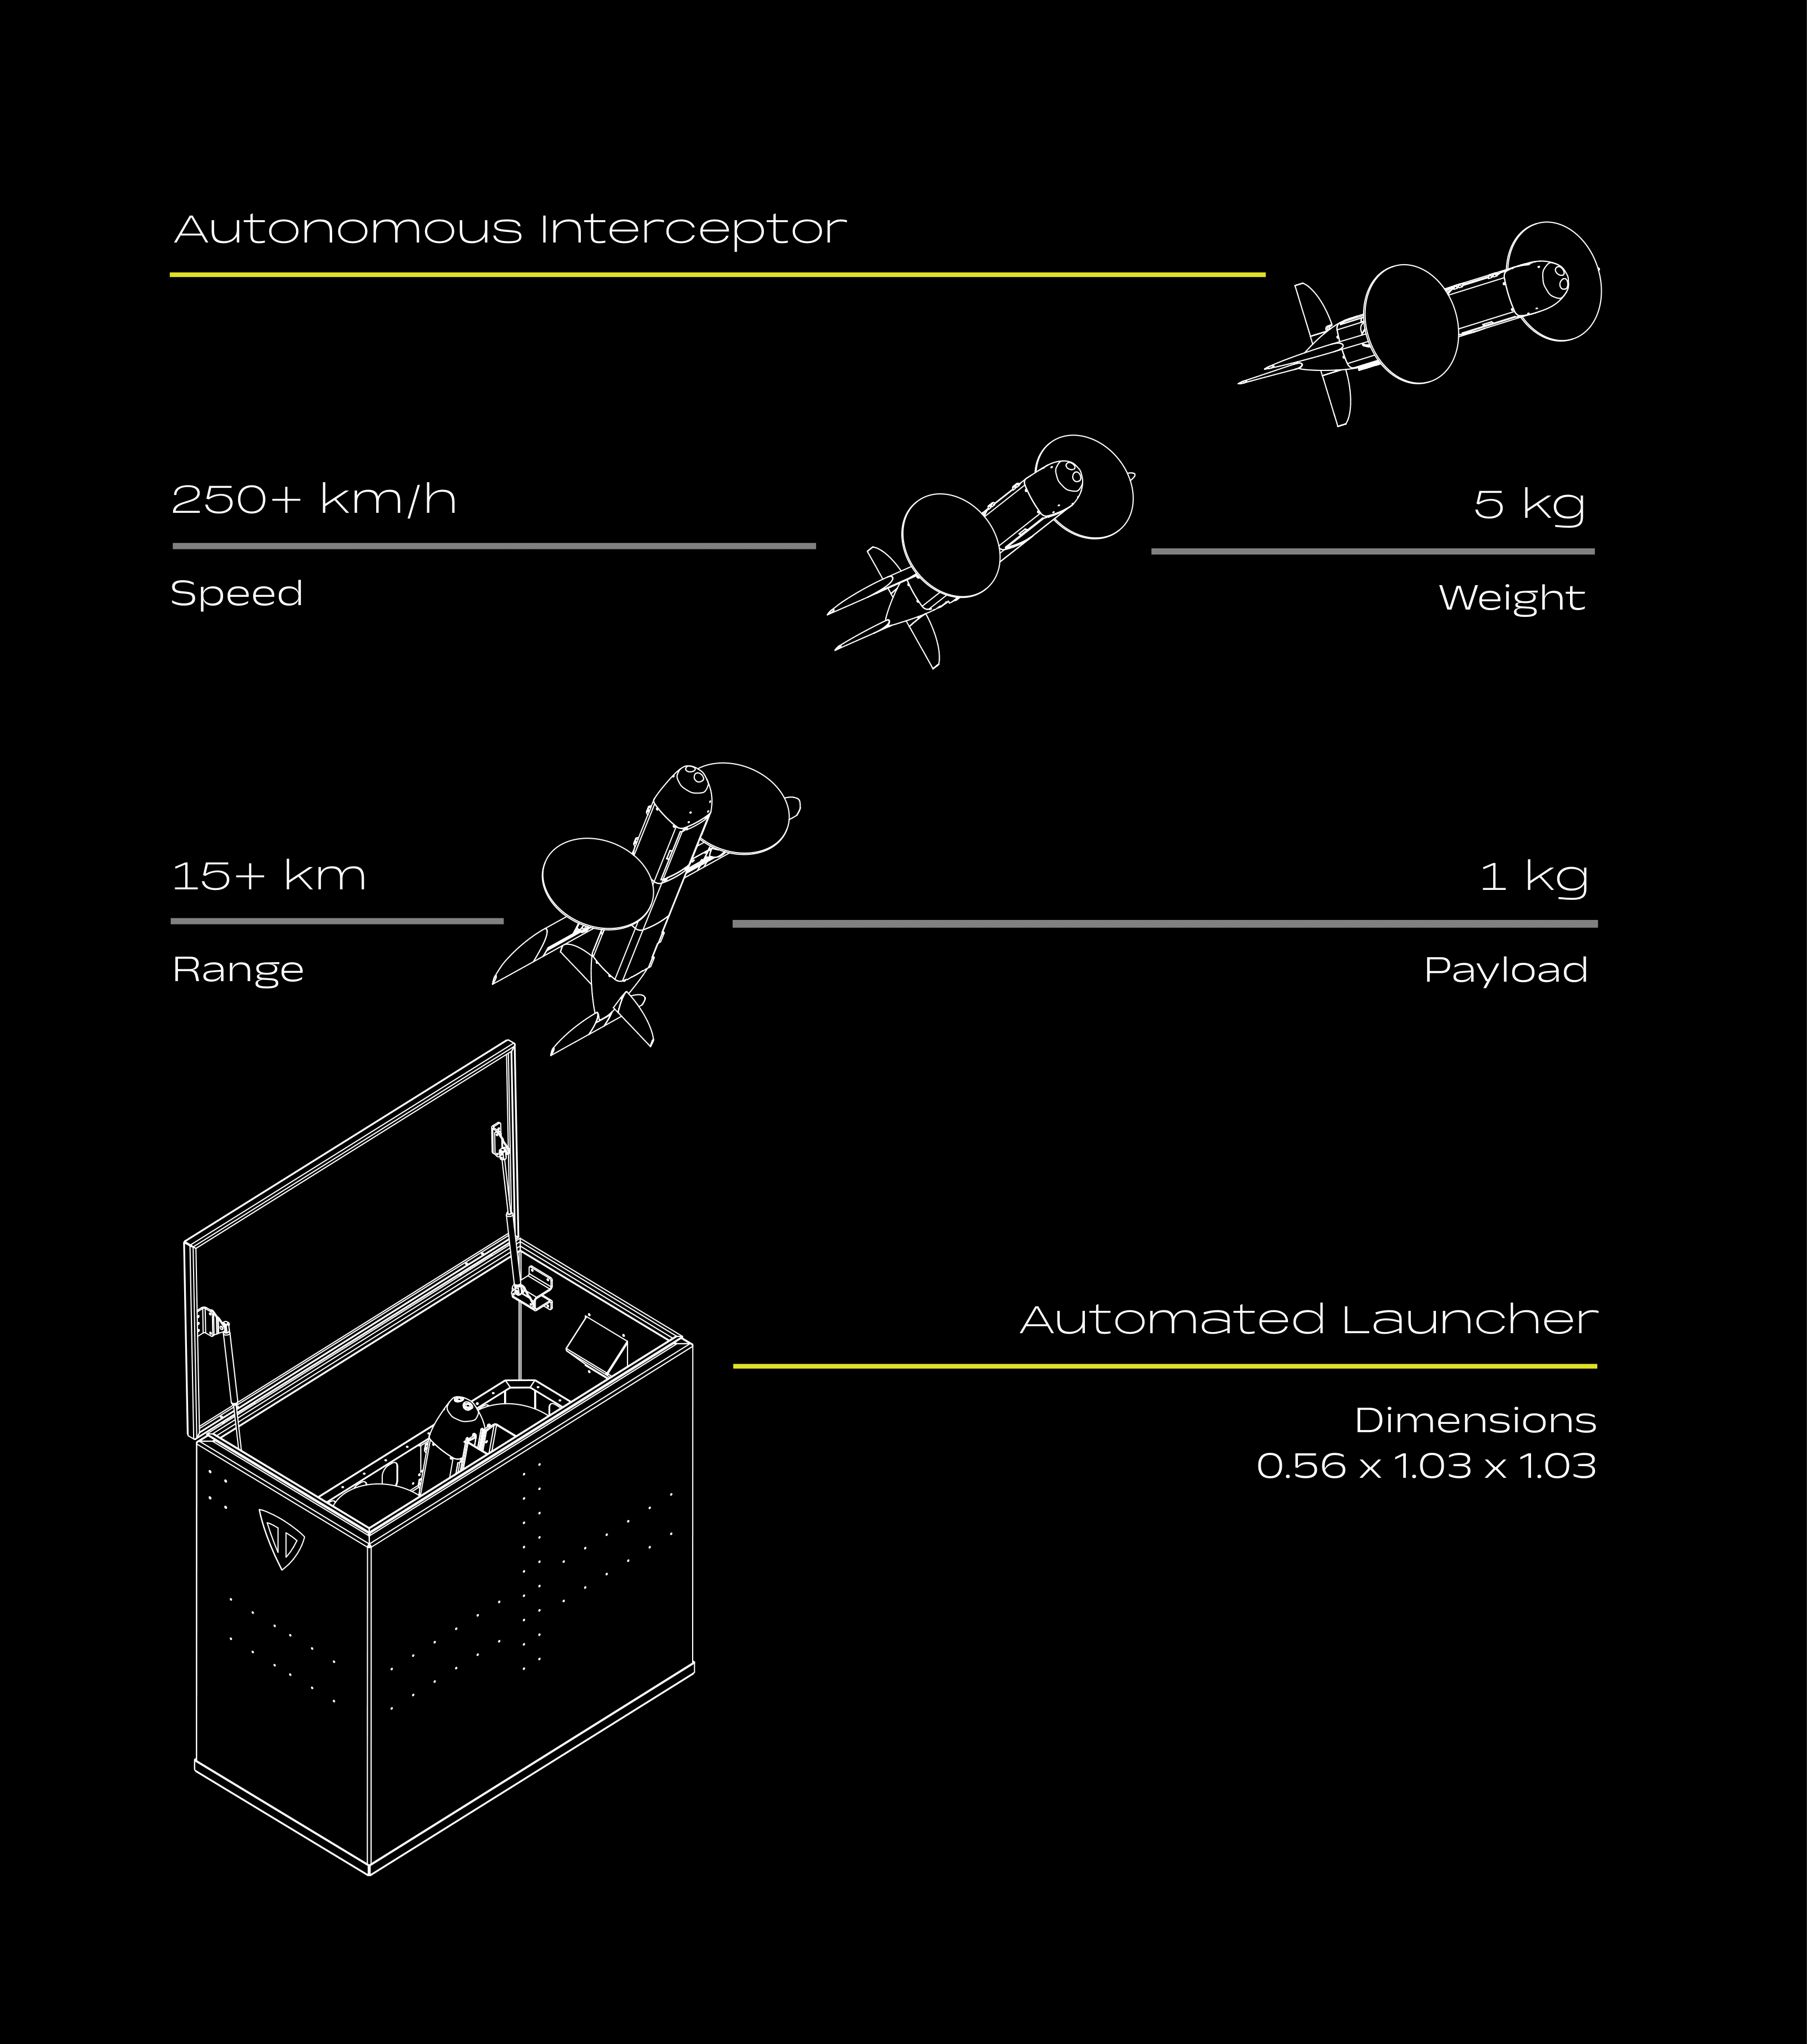 Autonomous Interceptor
250+ km/h
Speed
5 kg
Weight
15+ km
Range
1 kg
Payload
Automated Launcher
Dimensions
0.56 x 1.03 x 1.03